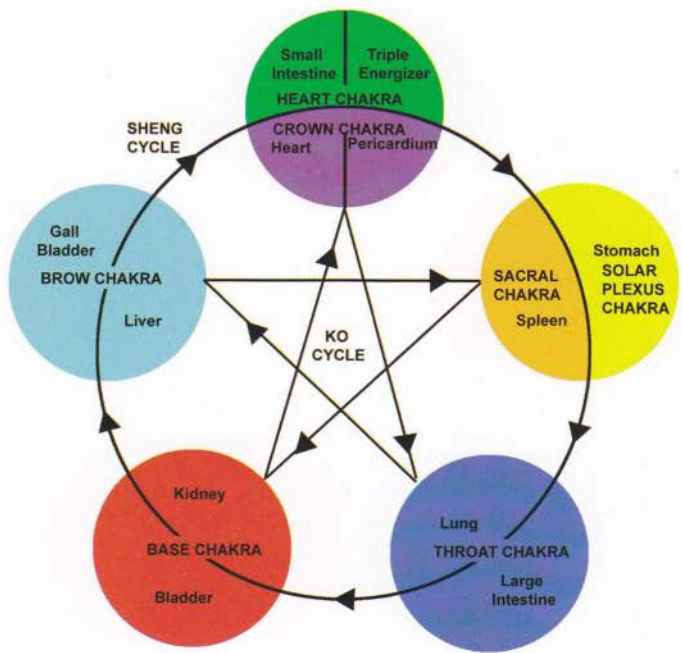 Small
Intestine
Triple
Energizer
HEART CHAKRA
CROWN CHAKRA
Heart
Pericardium
SHENG
CYCLE
Gall
Bladder
BROW CHAKRA
Liver
SACRAL
CHAKRA
Spleen
Stomach
SOLAR
PLEXUS
CHAKRA
KO
CYCLE
Kidney
BASE CHAKRA
Bladder
Lung
THROAT CHAKRA
Large
Intestine